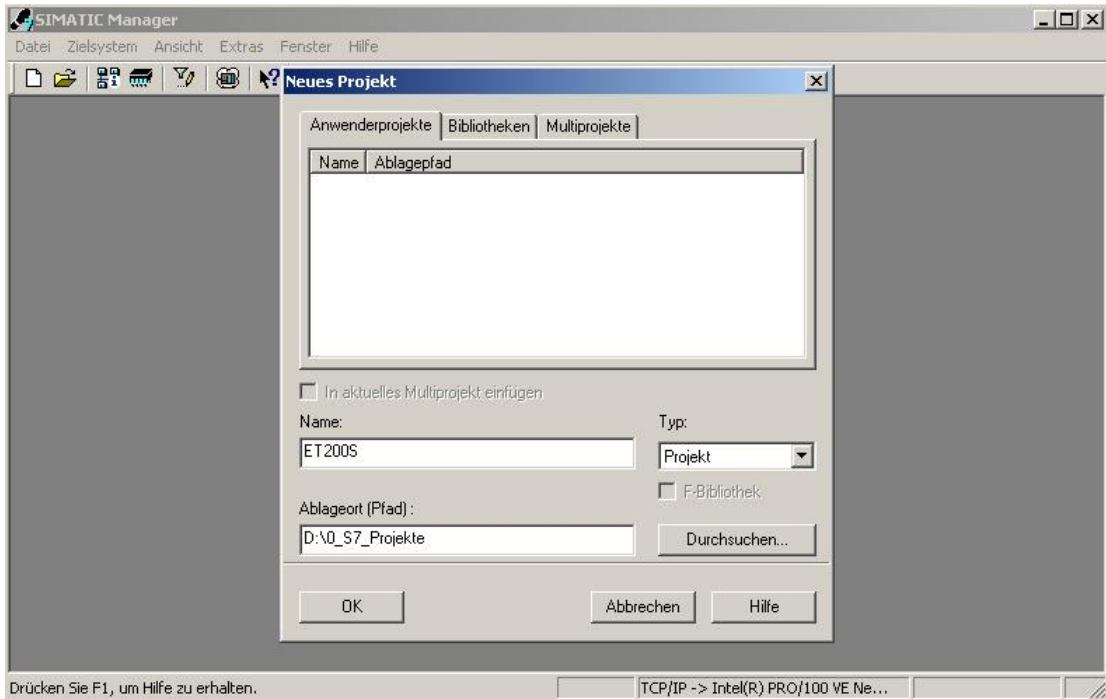 SIMATIC Manager
Datei Zielsystem Ansicht Extras Fenster Hilfe
Neues Projekt
Anwenderprojekte Bibliotheken Multiprojekte
Name Ablagepfad
In aktuelles Multiprojekt einfügen
Name: Typ:
ET200S Projekt
F-Bibliothek
Ablageort (Pfad) :
D:\0_S7_Projekte Durchsuchen...
OK Abbrechen Hilfe
Drücken Sie F1, um Hilfe zu erhalten. TCP/IP -> Intel(R) PRO/100 VE Ne...